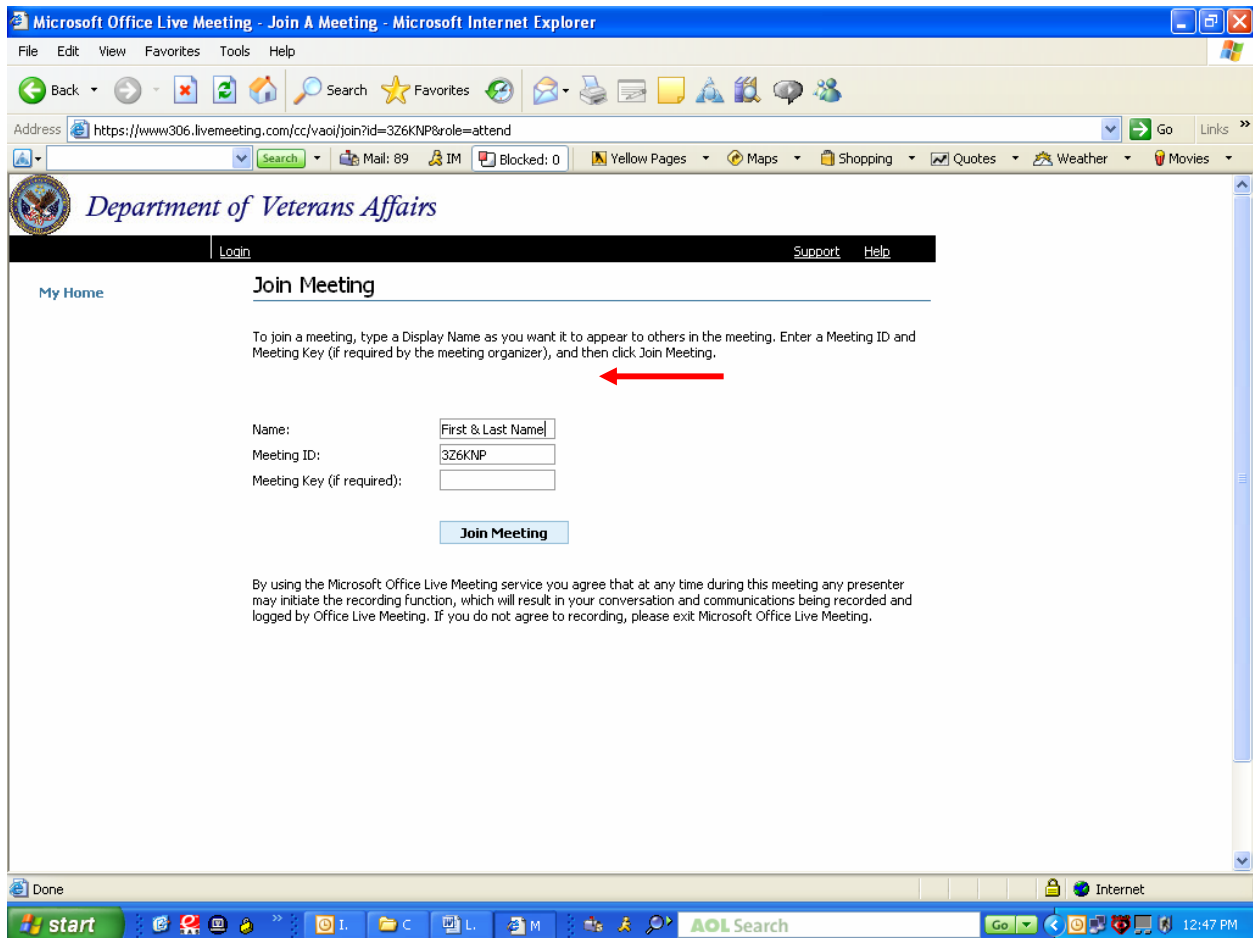 Microsoft Office Live Meeting - Join A Meeting - Microsoft Internet Explorer
File Edit View Favorites Tools Help
Back Search Favorites
Address https://www306.livemeeting.com/cc/vaoi/join?id=3Z6KNP&role=attend Go Links »
Search Mail: 89 IM Blocked: 0 Yellow Pages Maps Shopping Quotes Weather Movies
Department of Veterans Affairs
Login Support Help
My Home
Join Meeting
To join a meeting, type a Display Name as you want it to appear to others in the meeting. Enter a Meeting ID and
Meeting Key (if required by the meeting organizer), and then click Join Meeting.
Name: First & Last Name
Meeting ID: 3Z6KNP
Meeting Key (if required):
Join Meeting
By using the Microsoft Office Live Meeting service you agree that at any time during this meeting any presenter
may initiate the recording function, which will result in your conversation and communications being recorded and
logged by Office Live Meeting. If you do not agree to recording, please exit Microsoft Office Live Meeting.
Done Internet
start » I. C L. M AOL Search Go 12:47 PM